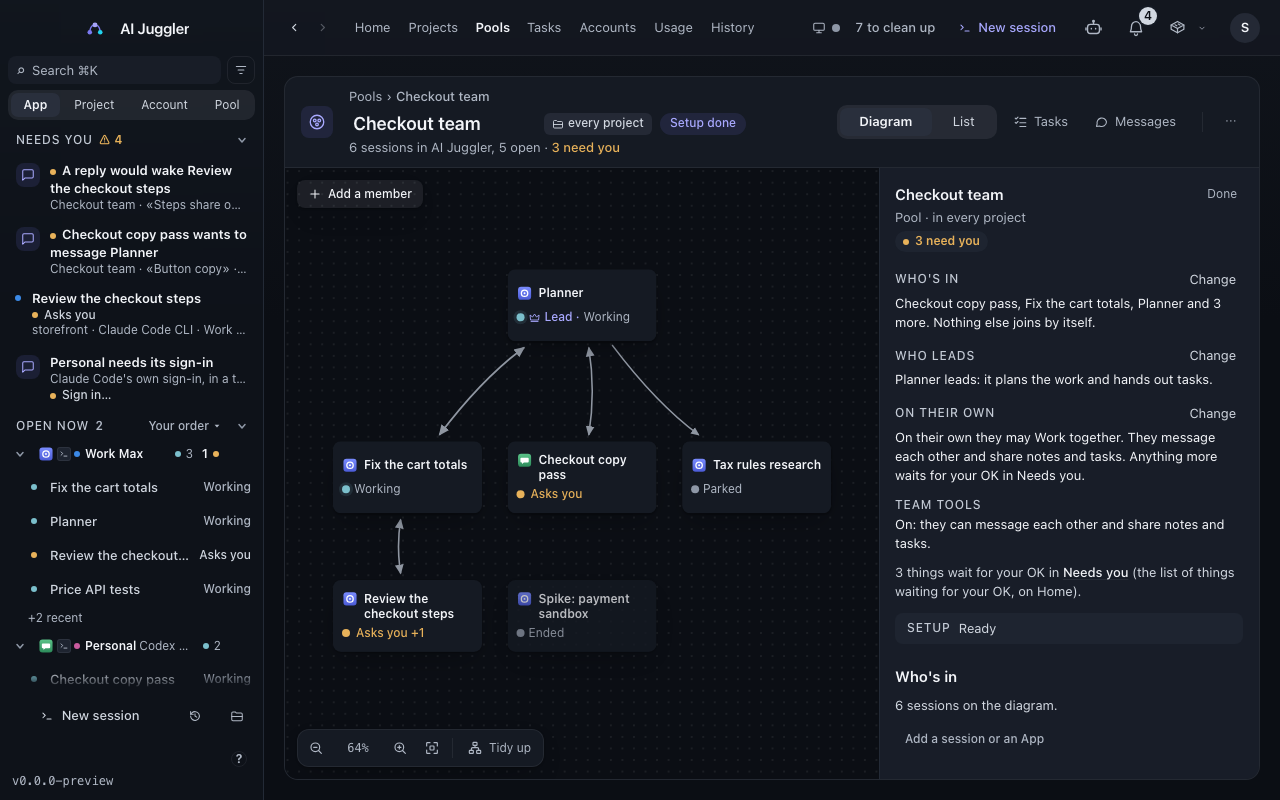 AI Juggler
Search ⌘K
App Project Account Pool
NEEDS YOU 4
A reply would wake Review
the checkout steps
Checkout team · «Steps share o…
Checkout copy pass wants to
message Planner
Checkout team · «Button copy» ·…
Review the checkout steps
Asks you
storefront · Claude Code CLI · Work …
Personal needs its sign-in
Claude Code's own sign-in, in a t…
Sign in…
OPEN NOW 2 Your order
Work Max 3 1
Fix the cart totals Working
Planner Working
Review the checkout… Asks you
Price API tests Working
+2 recent
Personal Codex … 2
Checkout copy pass Working
New session
?
v0.0.0-preview
Home Projects Pools Tasks Accounts Usage History
7 to clean up New session 4 S
Pools › Checkout team
Checkout team every project Setup done
6 sessions in AI Juggler, 5 open · 3 need you
Diagram List Tasks Messages ···
Add a member
Planner
Lead · Working
Fix the cart totals
Working
Checkout copy
pass
Asks you
Tax rules research
Parked
Review the
checkout steps
Asks you +1
Spike: payment
sandbox
Ended
64% Tidy up
Checkout team Done
Pool · in every project
3 need you
WHO'S IN Change
Checkout copy pass, Fix the cart totals, Planner and 3
more. Nothing else joins by itself.
WHO LEADS Change
Planner leads: it plans the work and hands out tasks.
ON THEIR OWN Change
On their own they may Work together. They message
each other and share notes and tasks. Anything more
waits for your OK in Needs you.
TEAM TOOLS
On: they can message each other and share notes and
tasks.
3 things wait for your OK in Needs you (the list of things
waiting for your OK, on Home).
SETUP Ready
Who's in
6 sessions on the diagram.
Add a session or an App